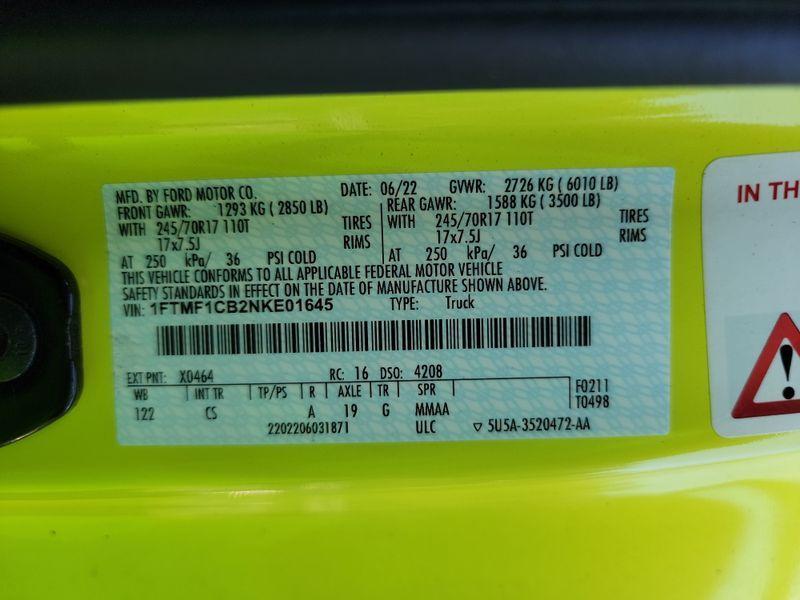 MFD. BY FORD MOTOR CO. DATE: 06/22 GVWR: 2726 KG ( 6010 LB)
FRONT GAWR: 1293 KG ( 2850 LB) REAR GAWR: 1588 KG ( 3500 LB)
WITH 245/70R17 110T TIRES WITH 245/70R17 110T TIRES
17x7.5J RIMS 17x7.5J RIMS
AT 250 kPa/ 36 PSI COLD AT 250 kPa/ 36 PSI COLD
THIS VEHICLE CONFORMS TO ALL APPLICABLE FEDERAL MOTOR VEHICLE
SAFETY STANDARDS IN EFFECT ON THE DATE OF MANUFACTURE SHOWN ABOVE.
VIN: 1FTMF1CB2NKE01645 TYPE: Truck
EXT PNT: X0464 RC: 16 DSO: 4208
WB INT TR TP/PS R AXLE TR SPR F0211
122 CS A 19 G MMAA T0498
2202206031871 ULC ▽ 5U5A-3520472-AA
IN TH